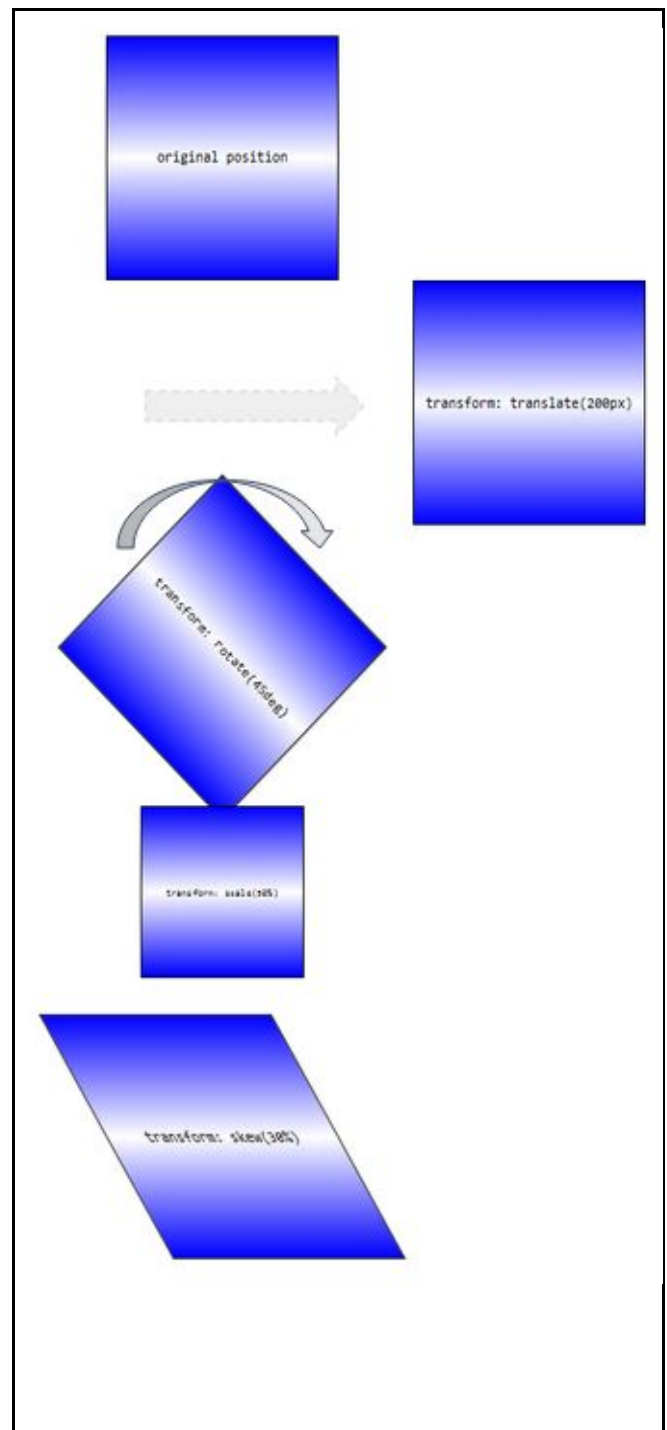 original position
transform: translate(200px)
transform: rotate(45deg)
transform:
transform: skew(30%)